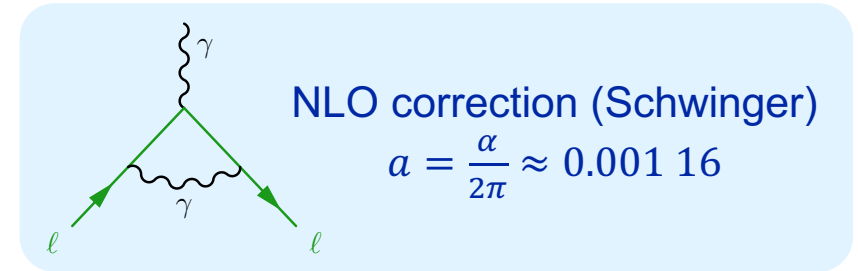 γ
NLO correction (Schwinger)
a = α/2π ≈ 0.001 16
γ
ℓ ℓ